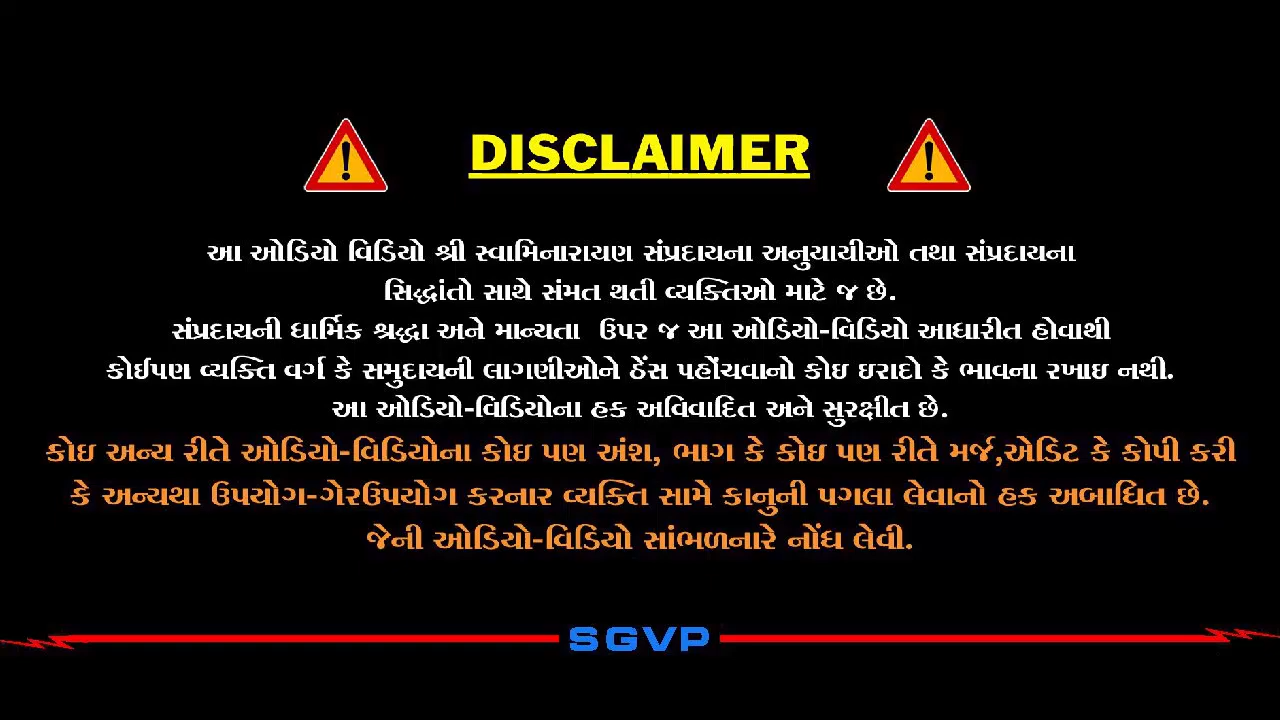 DISCLAIMER
આ ઓડિયો વિડિયો શ્રી સ્વામિનારાયણ સંપ્રદાયના અનુયાયીઓ તથા સંપ્રદાયના
સિદ્ધાંતો સાથે સંમત થતી વ્યક્તિઓ માટે જ છે.
સંપ્રદાયની ધાર્મિક શ્રદ્ધા અને માન્યતા ઉપર જ આ ઓડિયો-વિડિયો આધારીત હોવાથી
કોઈપણ વ્યક્તિ વર્ગ કે સમુદાયની લાગણીઓને ઠેંસ પહોંચવાનો કોઇ ઇરાદો કે ભાવના રખાઇ નથી.
આ ઓડિયો-વિડિયોના હક અવિવાદિત અને સુરક્ષીત છે.
કોઇ અન્ય રીતે ઓડિયો-વિડિયોના કોઇ પણ અંશ, ભાગ કે કોઇ પણ રીતે મર્જ,એડિટ કે કોપી કરી
કે અન્યથા ઉપયોગ-ગેરઉપયોગ કરનાર વ્યક્તિ સામે કાનુની પગલા લેવાનો હક અબાધિત છે.
જેની ઓડિયો-વિડિયો સાંભળનારે નોંધ લેવી.
SGVP